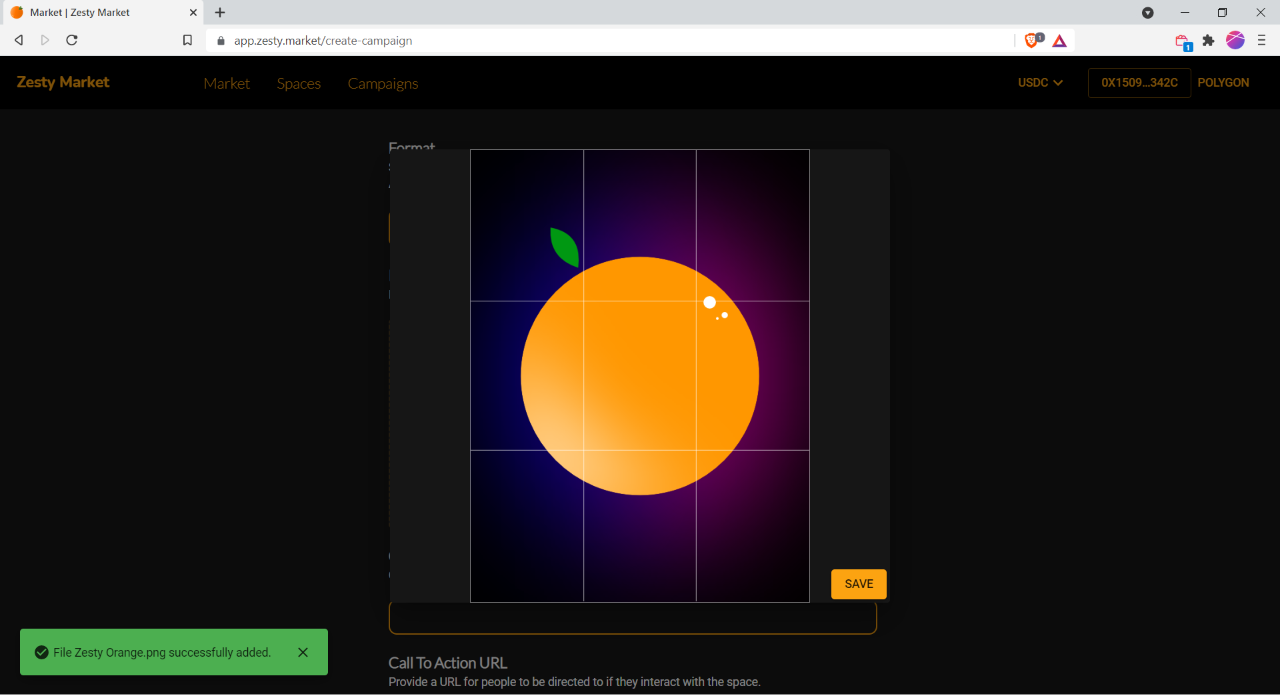 Market | Zesty Market
app.zesty.market/create-campaign
1
1
Zesty Market
Market
Spaces
Campaigns
USDC
0X1509...342C
POLYGON
Format
SAVE
File Zesty Orange.png successfully added.
Call To Action URL
Provide a URL for people to be directed to if they interact with the space.